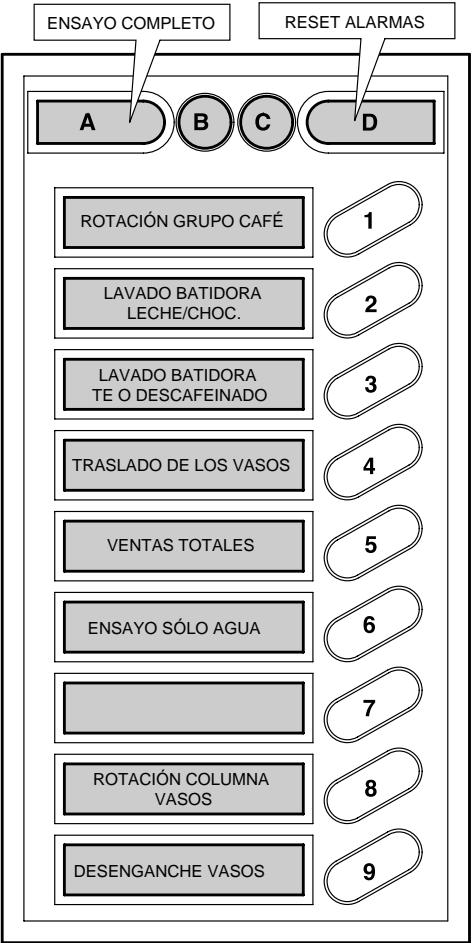 ENSAYO COMPLETO
RESET ALARMAS
A
B
C
D
ROTACIÓN GRUPO CAFÉ
1
LAVADO BATIDORA
LECHE/CHOC.
2
LAVADO BATIDORA
TE O DESCAFEINADO
3
TRASLADO DE LOS VASOS
4
VENTAS TOTALES
5
ENSAYO SÓLO AGUA
6
7
ROTACIÓN COLUMNA
VASOS
8
DESENGANCHE VASOS
9